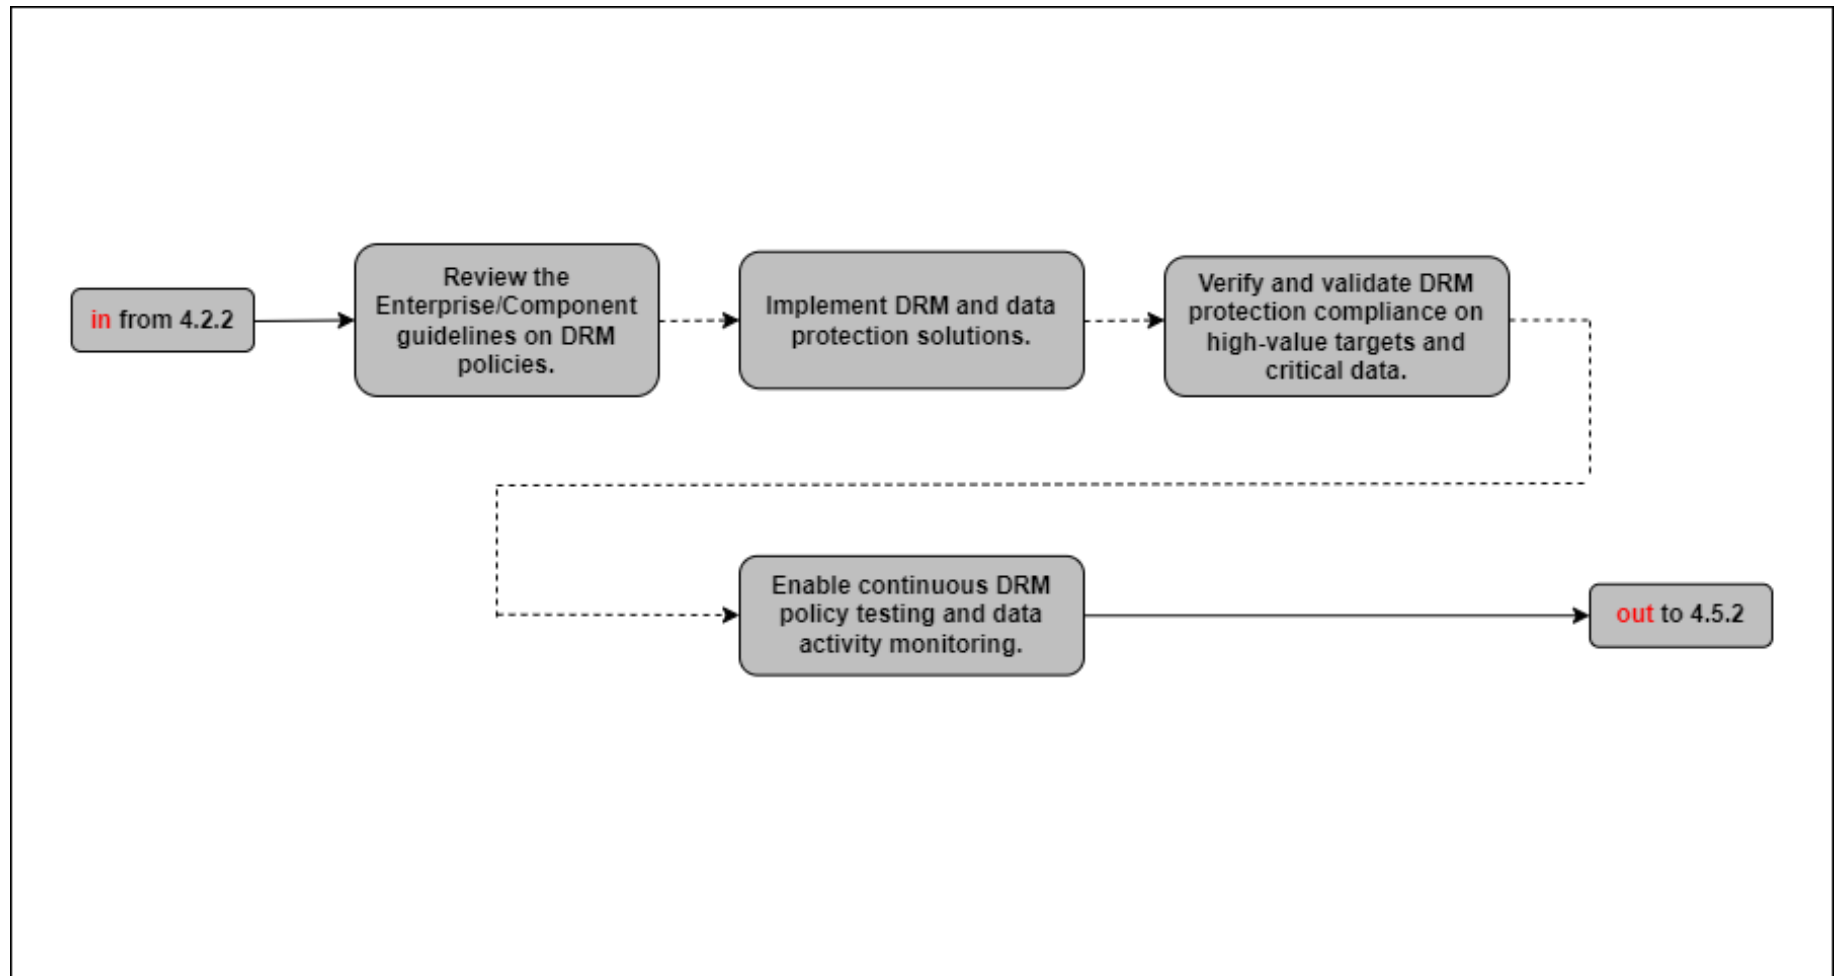 in from 4.2.2
Review the
Enterprise/Component
guidelines on DRM
policies.
Implement DRM and data
protection solutions.
Verify and validate DRM
protection compliance on
high-value targets and
critical data.
Enable continuous DRM
policy testing and data
activity monitoring.
out to 4.5.2